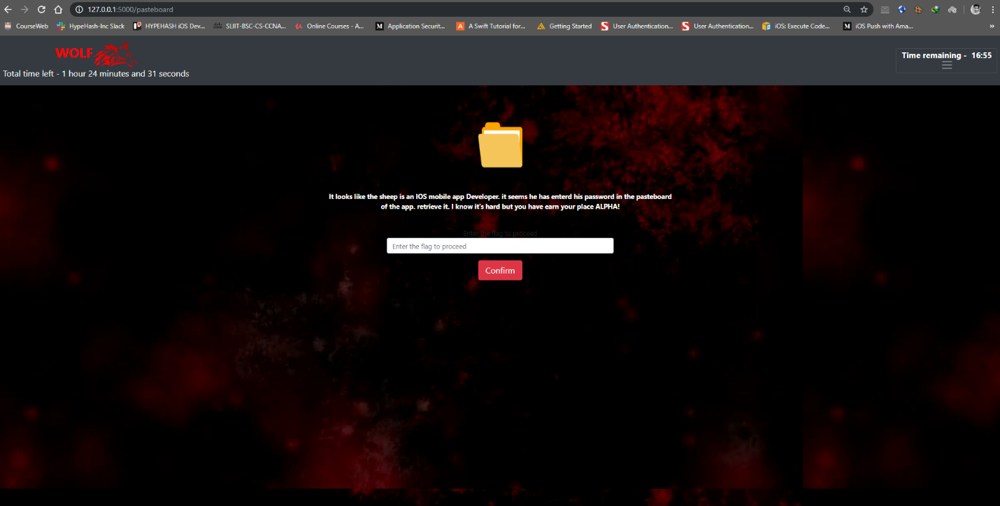 127.0.0.1:5000/pasteboard
CourseWeb HypeHash-Inc Slack HYPEHASH iOS Dev... SLIIT-BSC-CS-CCNA... Online Courses - A... Application Securit... A Swift Tutorial for... Getting Started User Authentication... User Authentication... iOS: Execute Code... iOS Push with Ama... »
WOLF
Total time left - 1 hour 24 minutes and 31 seconds
Time remaining - 16:55
It looks like the sheep is an IOS mobile app Developer. it seems he has enterd his password in the pasteboard
of the app. retrieve it. I know it's hard but you have earn your place ALPHA!
Enter the flag to proceed
Enter the flag to proceed
Confirm